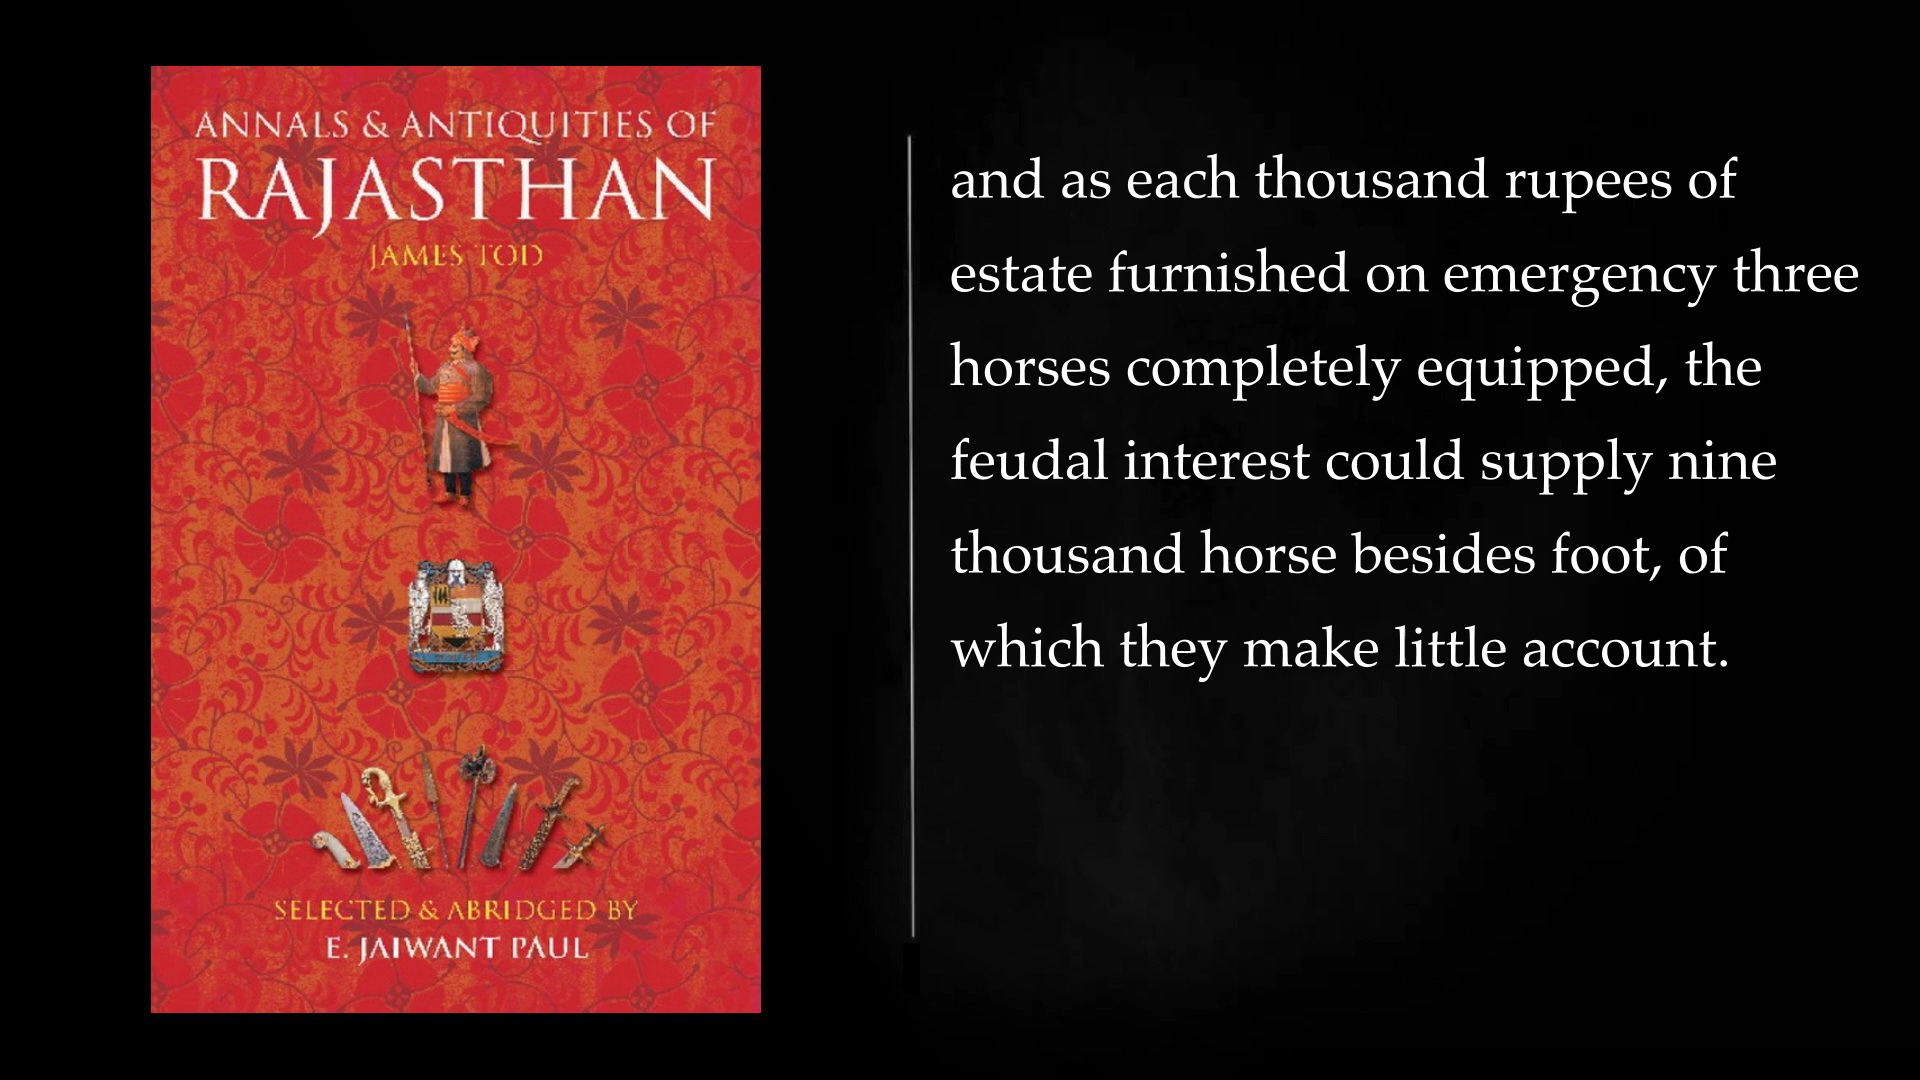 ANNALS & ANTIQUITIES OF
RAJASTHAN
JAMES TOD
SELECTED & ABRIDGED BY
E. JAIWANT PAUL
and as each thousand rupees of
estate furnished on emergency three
horses completely equipped, the
feudal interest could supply nine
thousand horse besides foot, of
which they make little account.